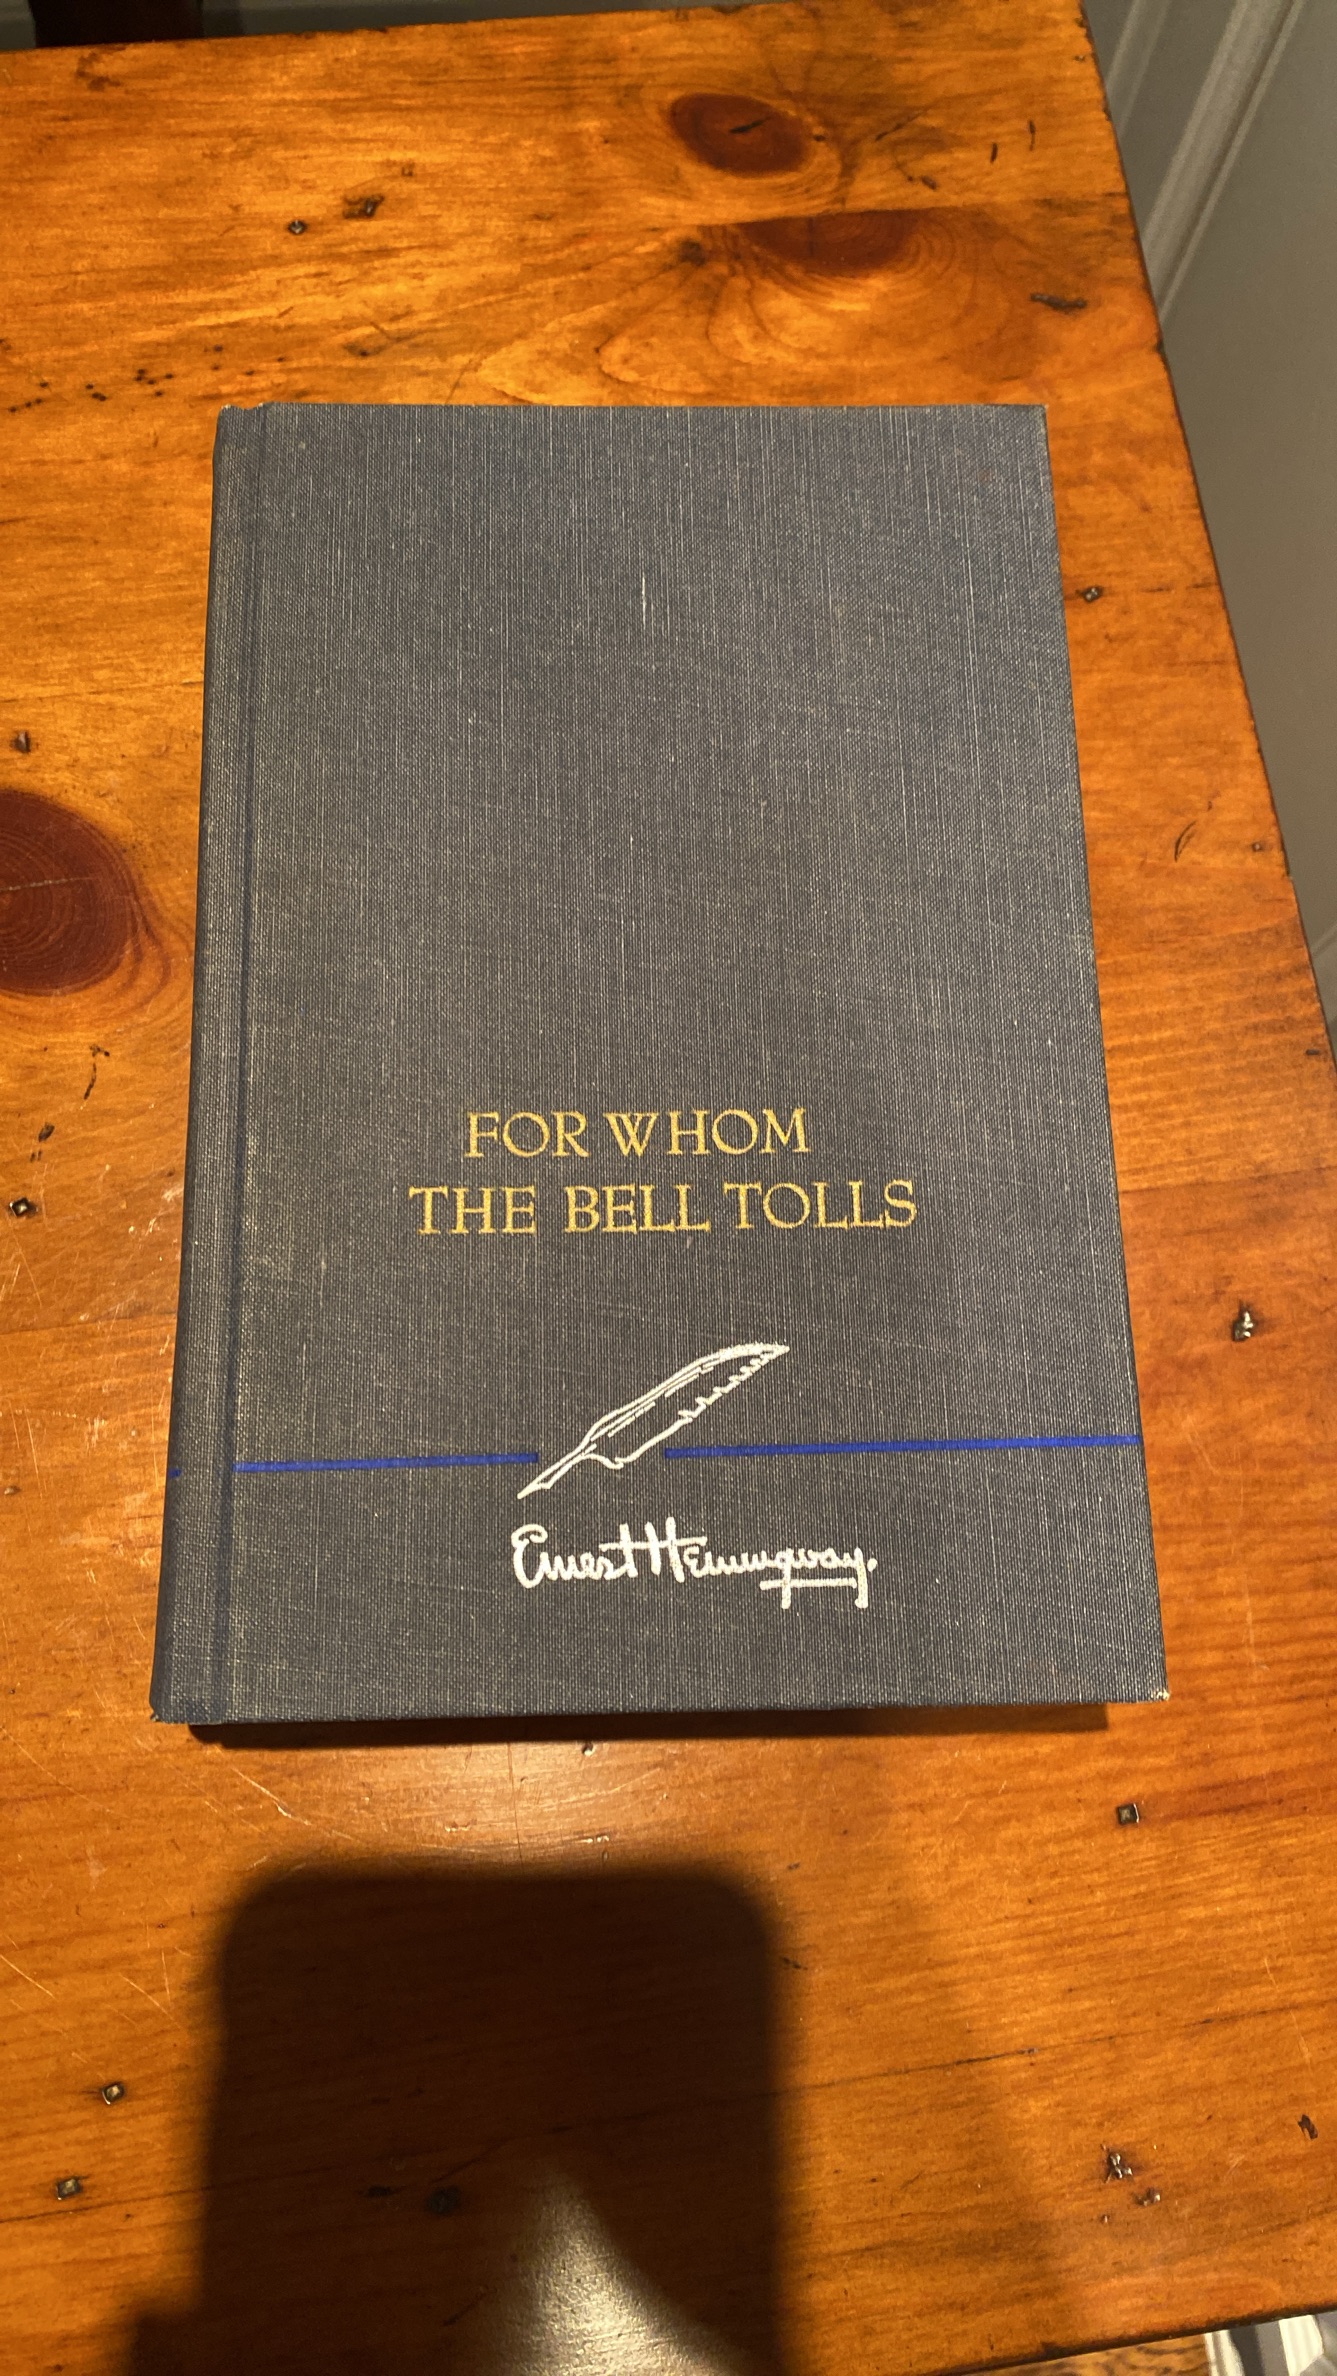 FOR WHOM
THE BELL TOLLS
Ernest Hemingway.